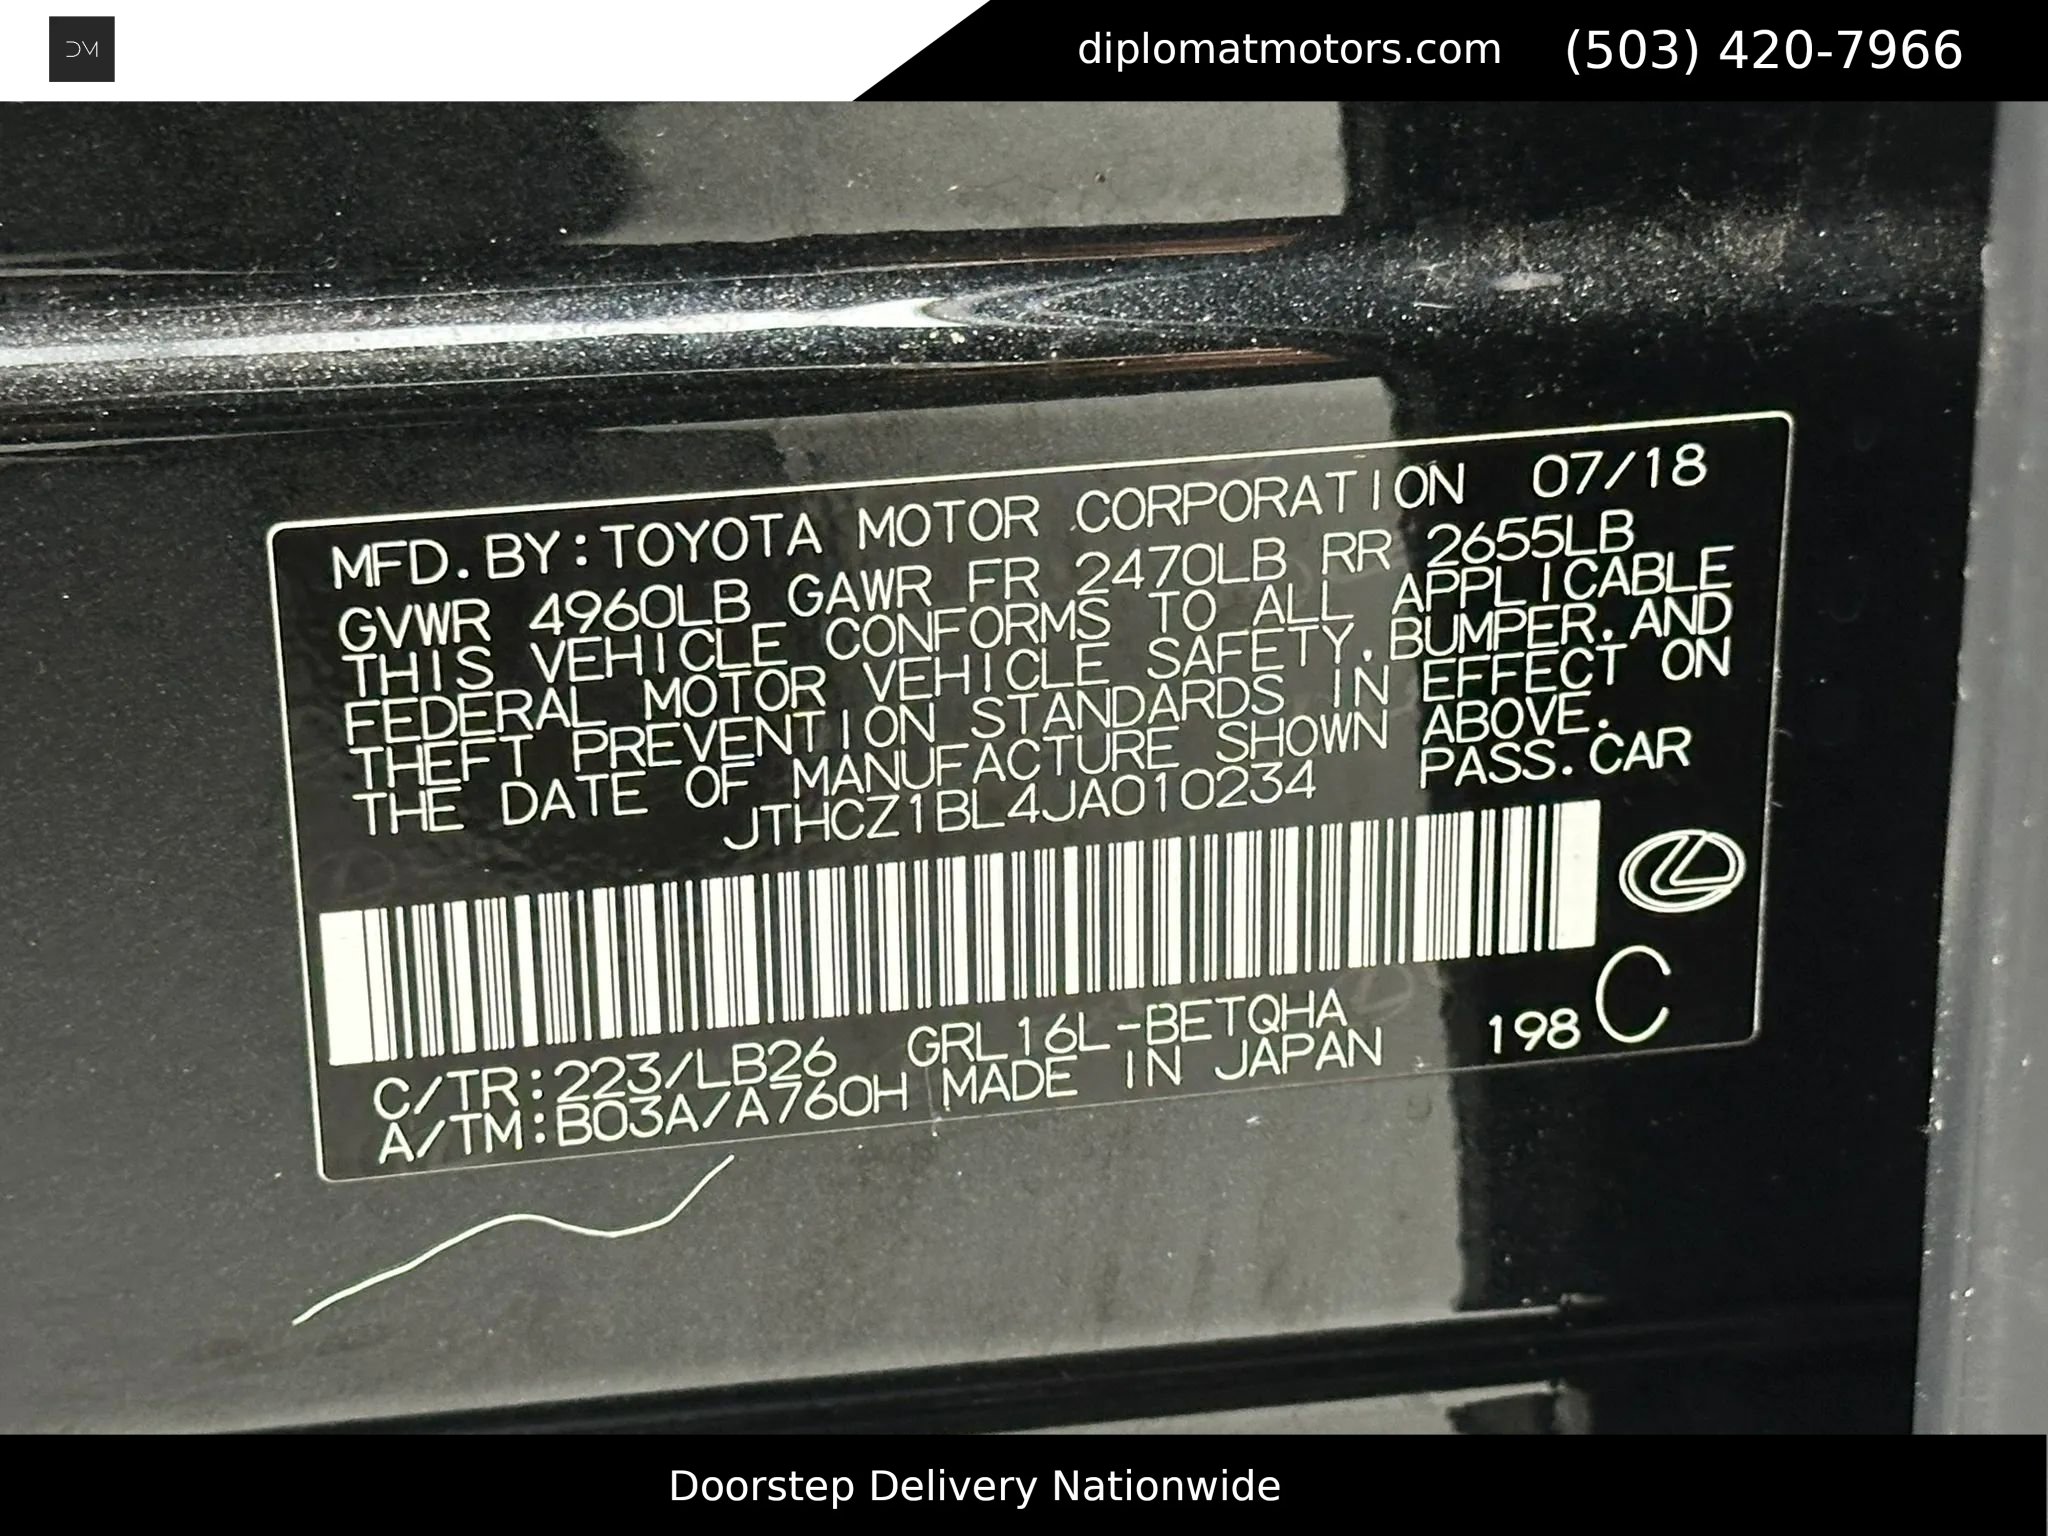 DM
diplomatmotors.com (503) 420-7966
MFD. BY: TOYOTA MOTOR CORPORATION 07/18
GVWR 4960LB GAWR FR 2470LB RR 2655LB
THIS VEHICLE CONFORMS TO ALL APPLICABLE
FEDERAL MOTOR VEHICLE SAFETY, BUMPER, AND
THEFT PREVENTION STANDARDS IN EFFECT ON
THE DATE OF MANUFACTURE SHOWN ABOVE.
JTHCZ1BL4JA010234 PASS. CAR
C/TR: 223/LB26 GRL16L-BETQHA 198 C
A/TM: B03A/A760H MADE IN JAPAN
Doorstep Delivery Nationwide